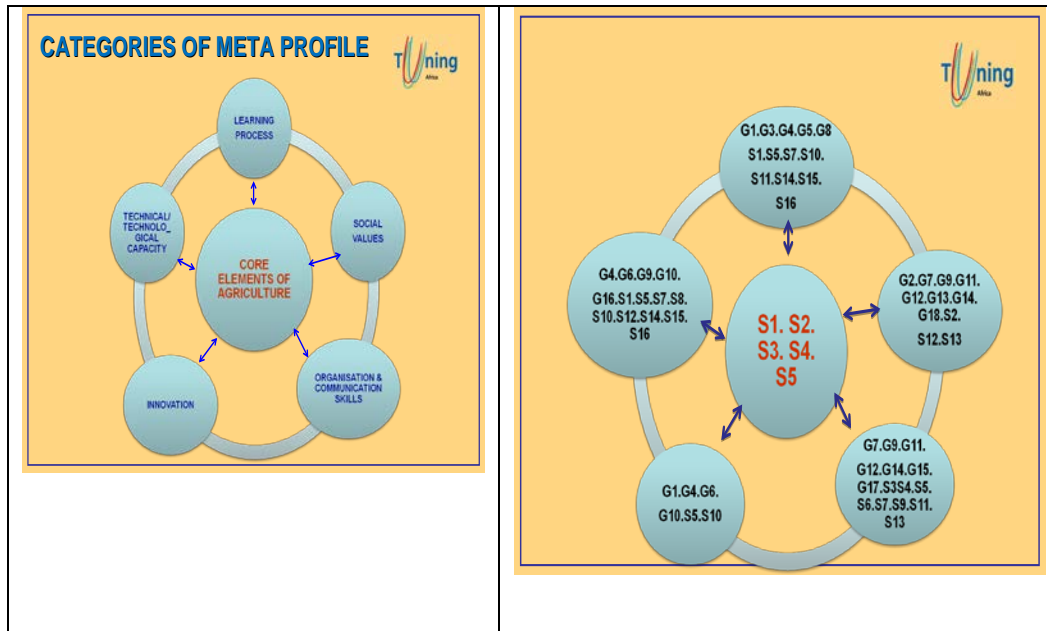 CATEGORIES OF META PROFILE
Tuning
Africa
LEARNING
PROCESS
TECHNICAL/
TECHNOLO_
GICAL
CAPACITY
SOCIAL
VALUES
CORE
ELEMENTS OF
AGRICULTURE
INNOVATION
ORGANISATION &
COMMUNICATION
SKILLS
Tuning
Africa
G1.G3.G4.G5.G8
S1.S5.S7.S10.
S11.S14.S15.
S16
G4.G6.G9.G10.
G16.S1.S5.S7.S8.
S10.S12.S14.S15.
S16
G2.G7.G9.G11.
G12.G13.G14.
G18.S2.
S12.S13
S1. S2.
S3. S4.
S5
G1.G4.G6.
G10.S5.S10
G7.G9.G11.
G12.G14.G15.
G17.S3S4.S5.
S6.S7.S9.S11.
S13